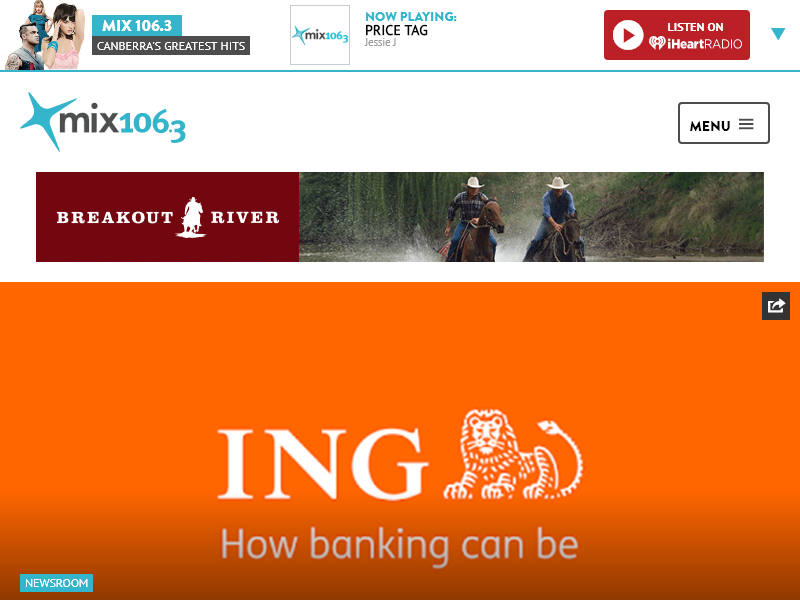 MIX 106.3
CANBERRA'S GREATEST HITS
mix106.3
NOW PLAYING:
PRICE TAG
Jessie J
LISTEN ON
iHeartRADIO
mix106.3
MENU
BREAKOUT RIVER
ING
How banking can be
NEWSROOM